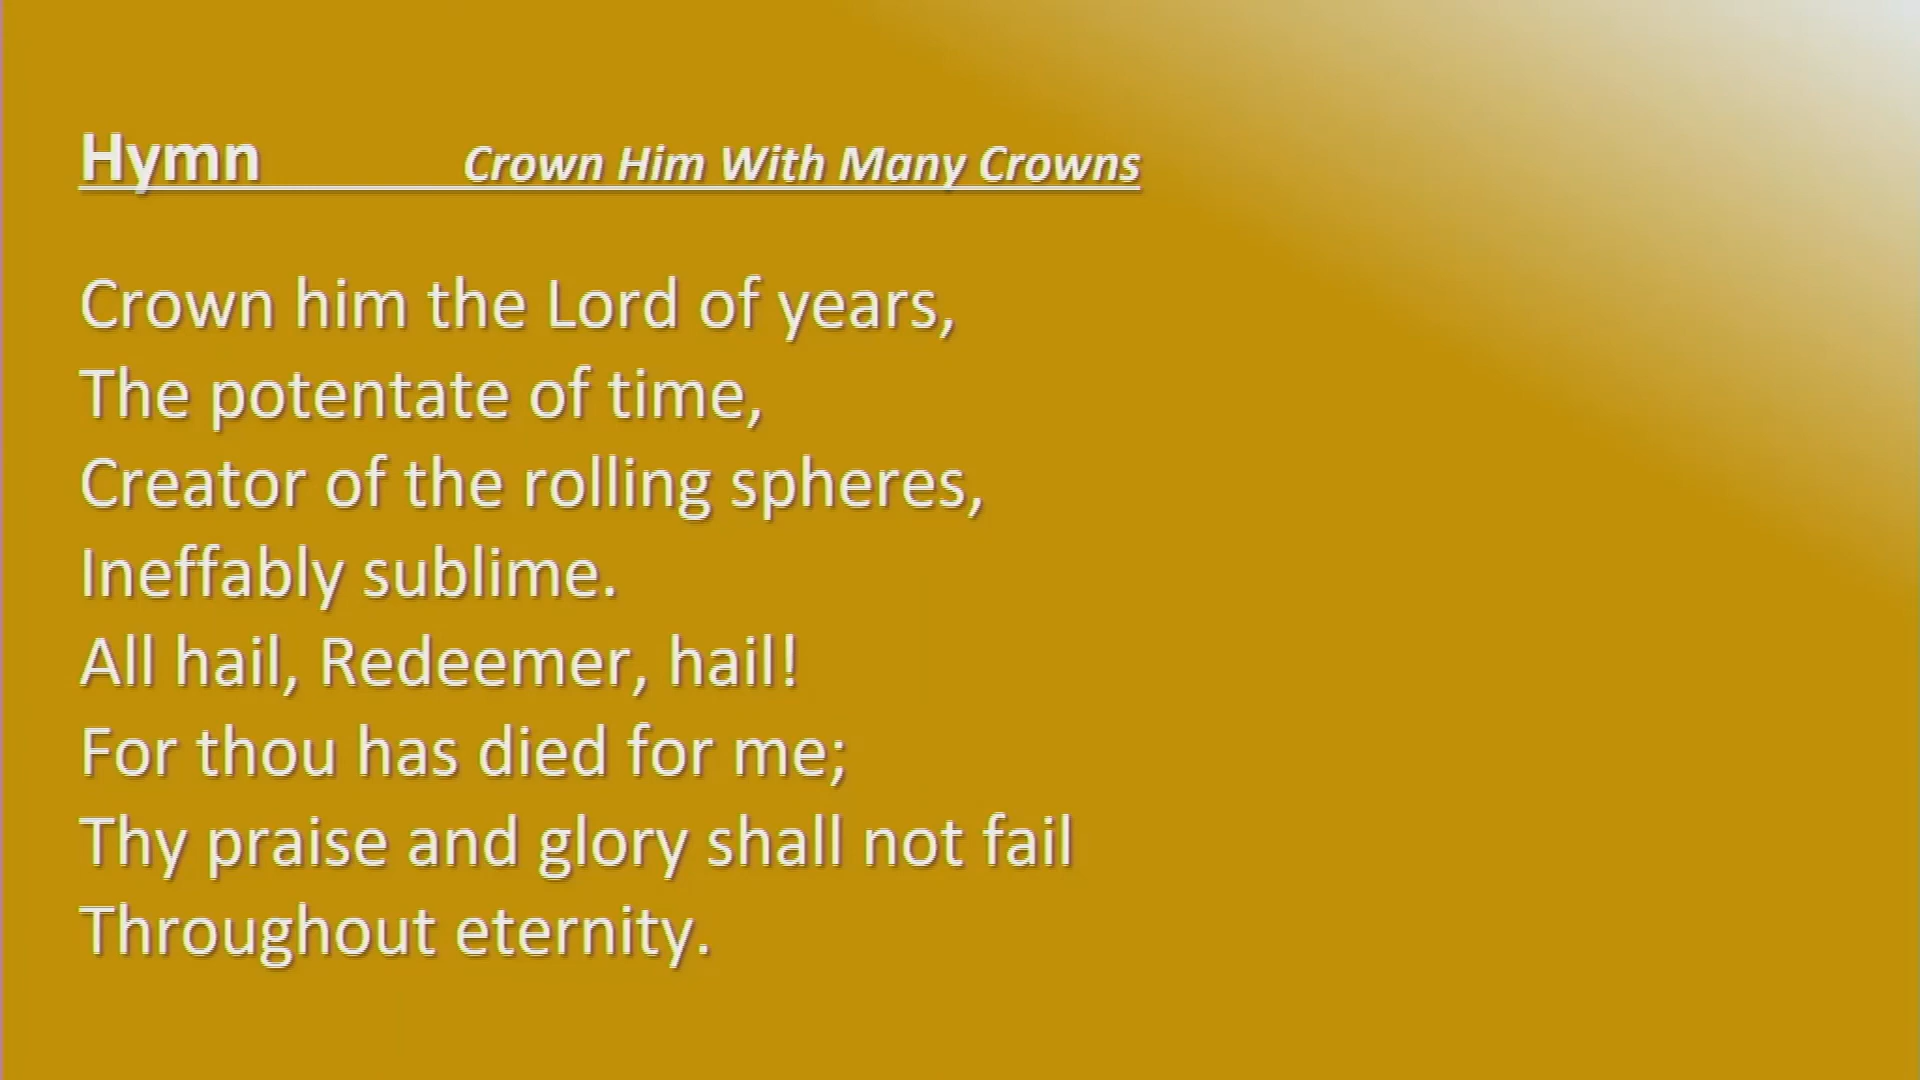 Hymn Crown Him With Many Crowns
Crown him the Lord of years,
The potentate of time,
Creator of the rolling spheres,
Ineffably sublime.
All hail, Redeemer, hail!
For thou has died for me;
Thy praise and glory shall not fail
Throughout eternity.